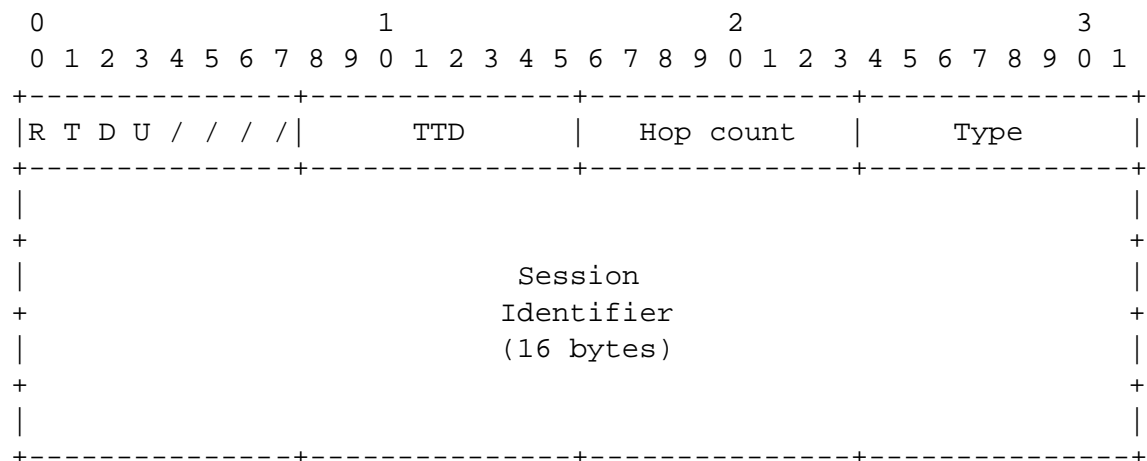 0                   1                   2                   3
0 1 2 3 4 5 6 7 8 9 0 1 2 3 4 5 6 7 8 9 0 1 2 3 4 5 6 7 8 9 0 1
+---------------+---------------+---------------+---------------+
|R T D U / / / /|      TTD      |   Hop count   |     Type      |
+---------------+---------------+---------------+---------------+
|                                                               |
+                                                               +
|                            Session                            |
+                           Identifier                          +
|                           (16 bytes)                          |
+                                                               +
|                                                               |
+---------------+---------------+---------------+---------------+